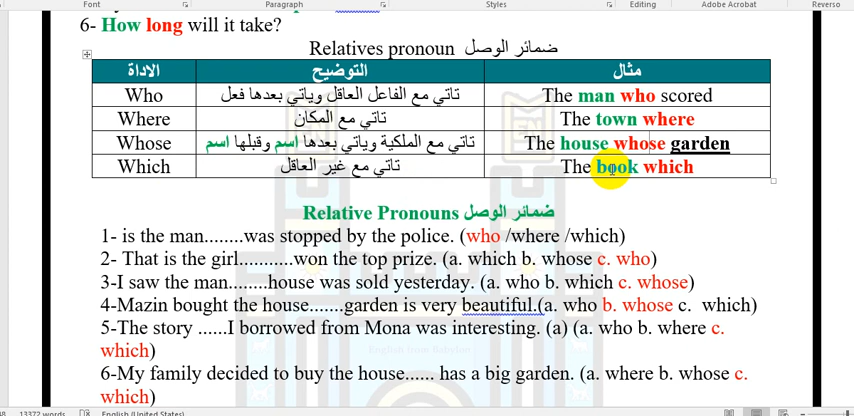 Font Paragraph Styles Editing Adobe Acrobat Reverso
6- How long will it take?
Relatives pronoun ضمائر الوصل
الاداة التوضيح مثال
Who تاتي مع الفاعل العاقل وياتي بعدها فعل The man who scored
Where تاتي مع المكان The town where
Whose تاتي مع الملكية وياتي بعدها اسم وقبلها اسم The house whose garden
Which تاتي مع غير العاقل The book which
Relative Pronouns ضمائر الوصل
1- is the man........was stopped by the police. (who /where /which)
2- That is the girl...........won the top prize. (a. which b. whose c. who)
3-I saw the man........house was sold yesterday. (a. who b. which c. whose)
4-Mazin bought the house.......garden is very beautiful.(a. who b. whose c. which)
5-The story ......I borrowed from Mona was interesting. (a) (a. who b. where c.
which)
English from Babylon
6-My family decided to buy the house...... has a big garden. (a. where b. whose c.
which)
13372 words English (United States)